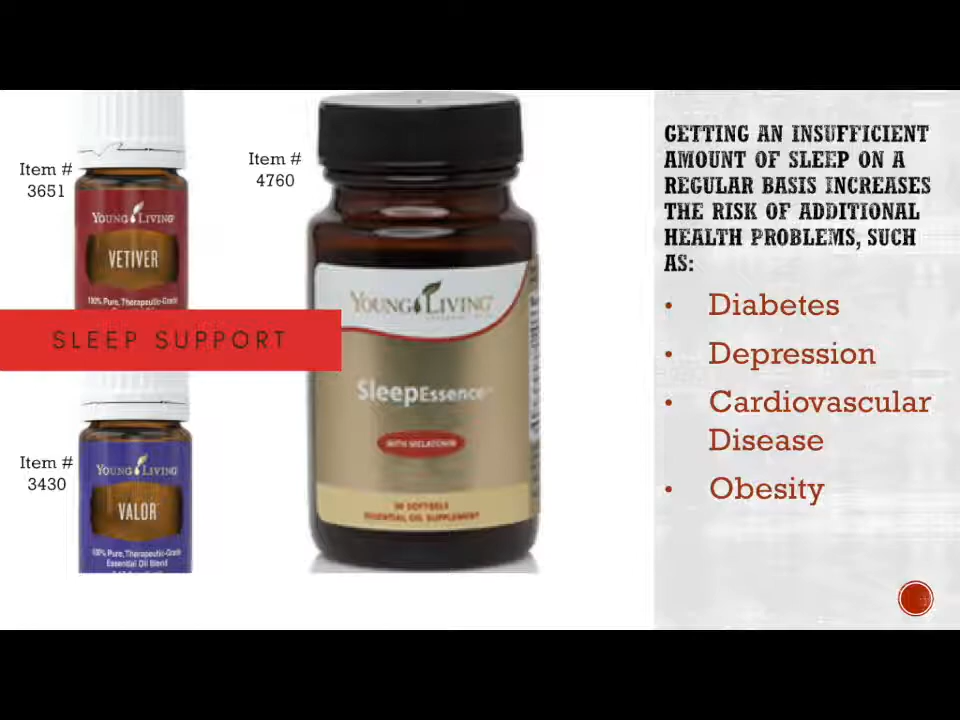 Item #
3651
YOUNG LIVING
VETIVER
100% Pure, Therapeutic-Grade
SLEEP SUPPORT
Item #
3430
YOUNG LIVING
VALOR
100% Pure, Therapeutic-Grade
Essential Oil Blend
Item #
4760
YOUNG LIVING
SleepEssence
WITH MELATONIN
30 SOFTGELS
ESSENTIAL OIL SUPPLEMENT
GETTING AN INSUFFICIENT
AMOUNT OF SLEEP ON A
REGULAR BASIS INCREASES
THE RISK OF ADDITIONAL
HEALTH PROBLEMS, SUCH
AS:
• Diabetes
• Depression
• Cardiovascular
Disease
• Obesity